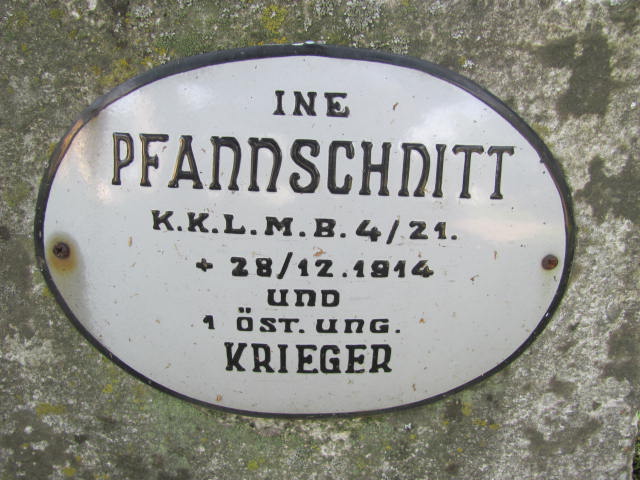 INE
PFANNSCHNITT
K.K.L.M.B. 4/21.
+ 28/12.1914
UND
1 ÖST. UNG.
KRIEGER